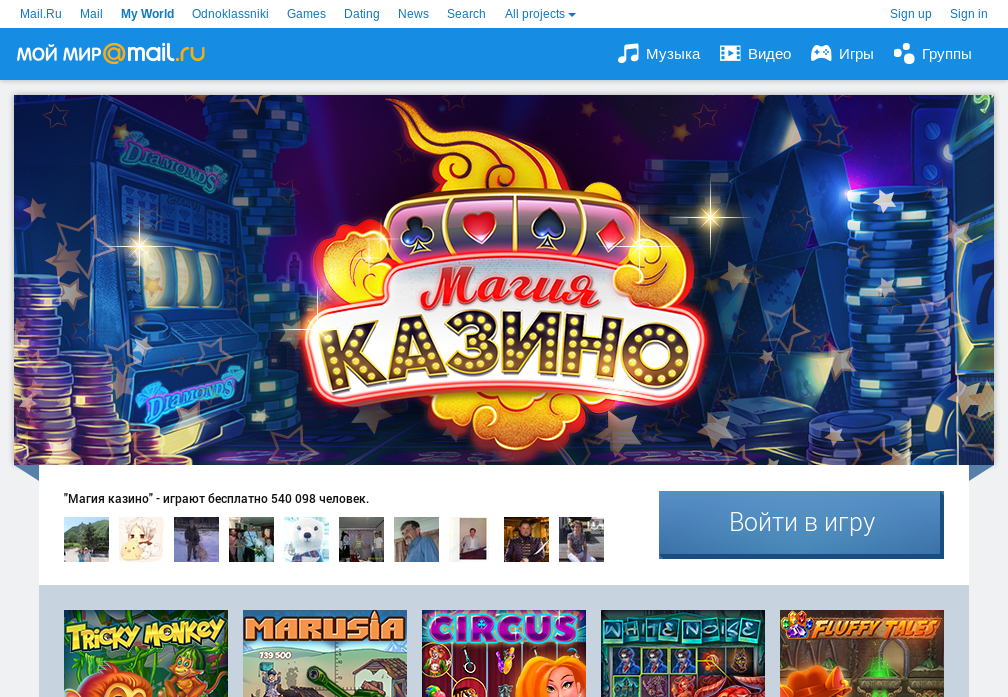 Mail.Ru Mail My World Odnoklassniki Games Dating News Search All projects Sign up Sign in
МОЙ МИР@mail.ru Музыка Видео Игры Группы
DIAMONDS
Магия
КАЗИНО
DIAMONDS
"Магия казино" - играют бесплатно 540 098 человек.
Войти в игру
TRICKY MONKEY MARUSIA CIRCUS WHITE NOISE FLUFFY TALES
739 500